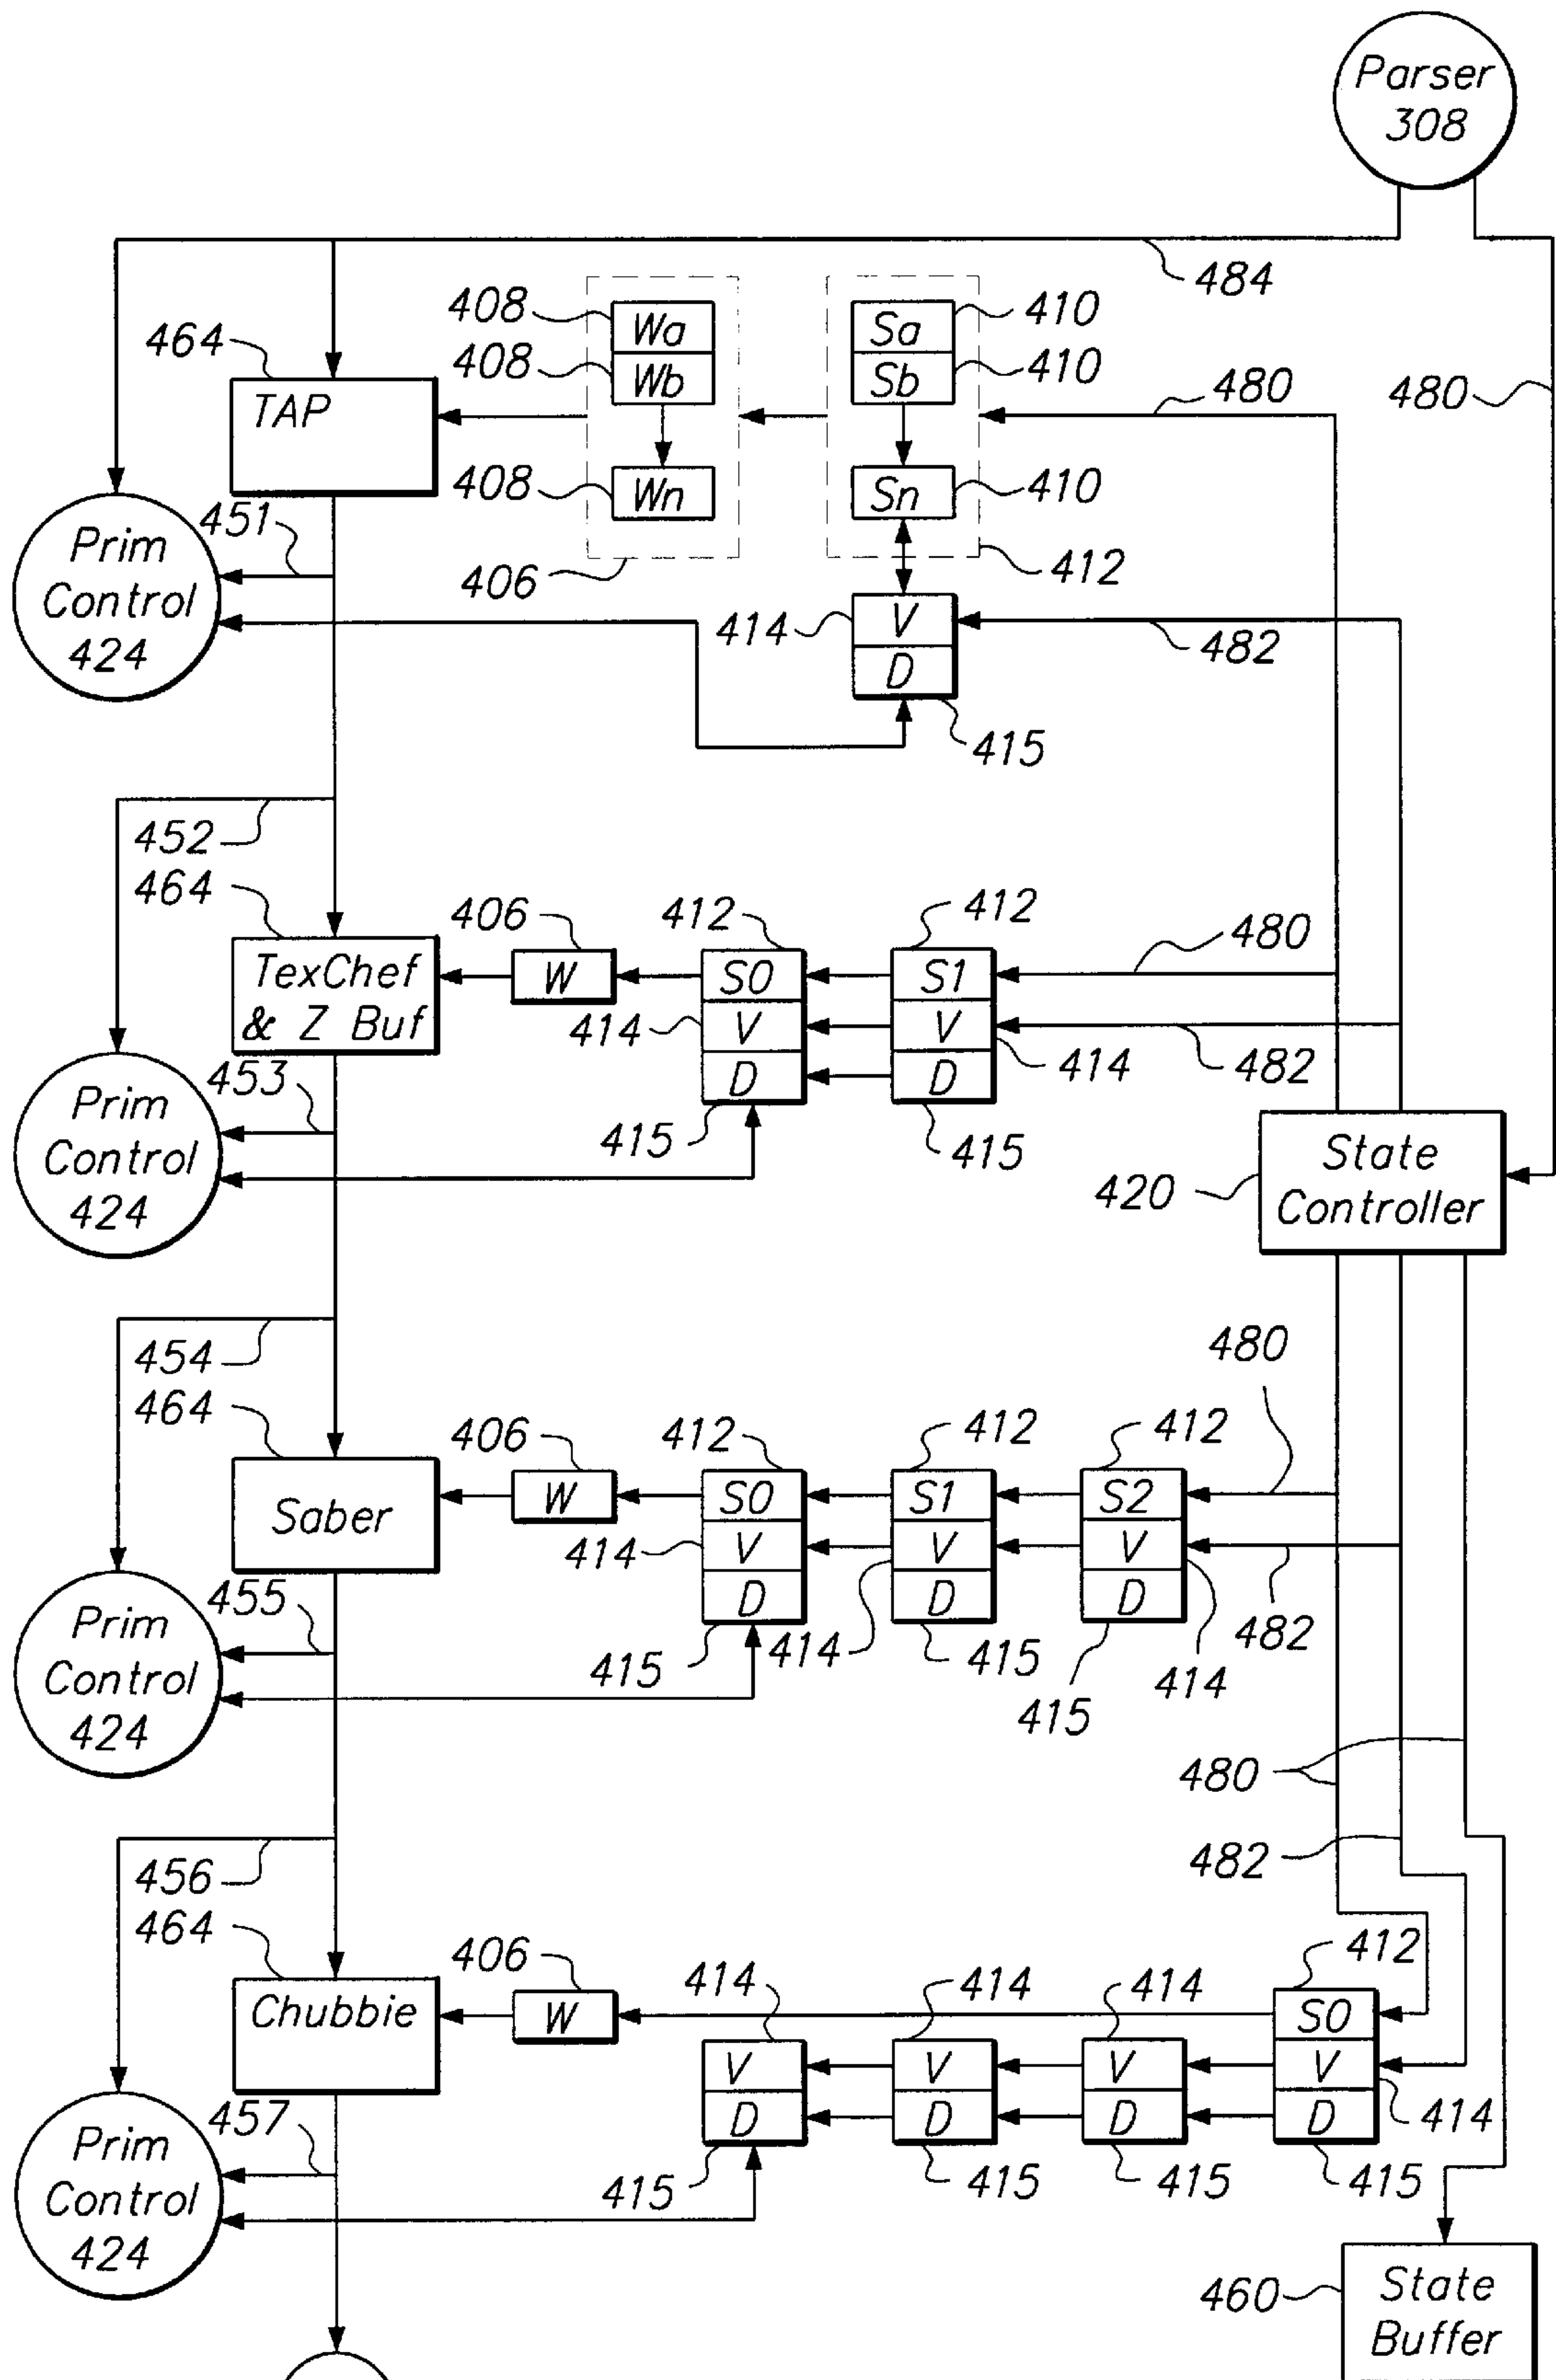 Parser
308
484
408
Wa
Sa
410
464
408
Wb
Sb
410
480
480
TAP
408
Wn
Sn
410
451
Prim
Control
424
406
412
414
V
482
D
415
452
464
406
412
412
480
TexChef
& Z Buf
W
S0
S1
414
V
V
414
482
D
D
453
Prim
Control
424
415
415
420
State
Controller
454
480
464
406
412
412
412
Saber
W
S0
S1
S2
414
V
V
V
D
D
D
455
Prim
Control
424
415
414
415
415
414
482
480
456
482
464
406
414
414
414
412
Chubbie
W
S0
V
V
V
V
D
D
D
D
414
457
Prim
Control
424
415
415
415
415
460
State
Buffer